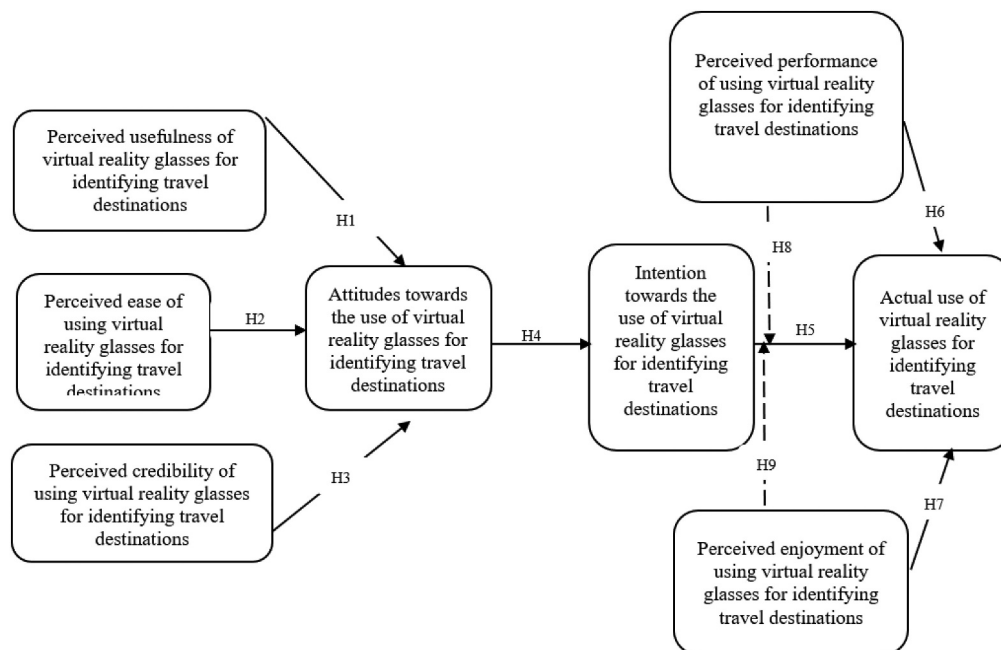 Perceived usefulness of
virtual reality glasses for
identifying travel
destinations
H1
Perceived ease of
using virtual
reality glasses for
identifying travel
destinations
H2
Perceived credibility of
using virtual reality glasses
for identifying travel
destinations
H3
Attitudes towards
the use of virtual
reality glasses for
identifying travel
destinations
H4
Intention
towards the
use of virtual
reality glasses
for identifying
travel
destinations
Perceived performance
of using virtual reality
glasses for identifying
travel destinations
H8
H6
H5
H9
H7
Actual use of
virtual reality
glasses for
identifying
travel
destinations
Perceived enjoyment of
using virtual reality
glasses for identifying
travel destinations